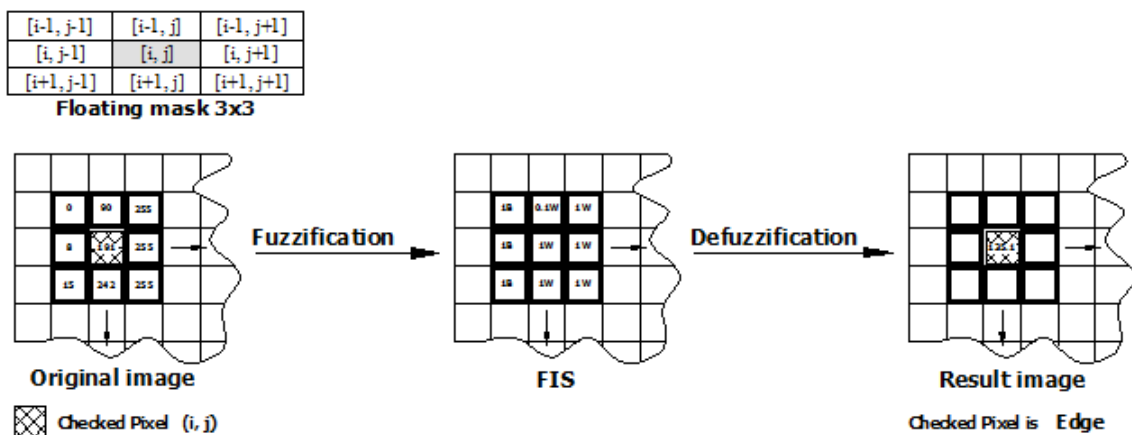 [i-1, j-1] [i-1, j] [i-1, j+1]
[i, j-1] [i, j] [i, j+1]
[i+1, j-1] [i+1, j] [i+1, j+1]
Floating mask 3x3
0 90 255
8 181 255
15 242 255
Fuzzification
1B 0.1W 1W
1B 1W 1W
1B 1W 1W
Defuzzification
Original image
FIS
Result image
Checked Pixel (i, j)
Checked Pixel is Edge